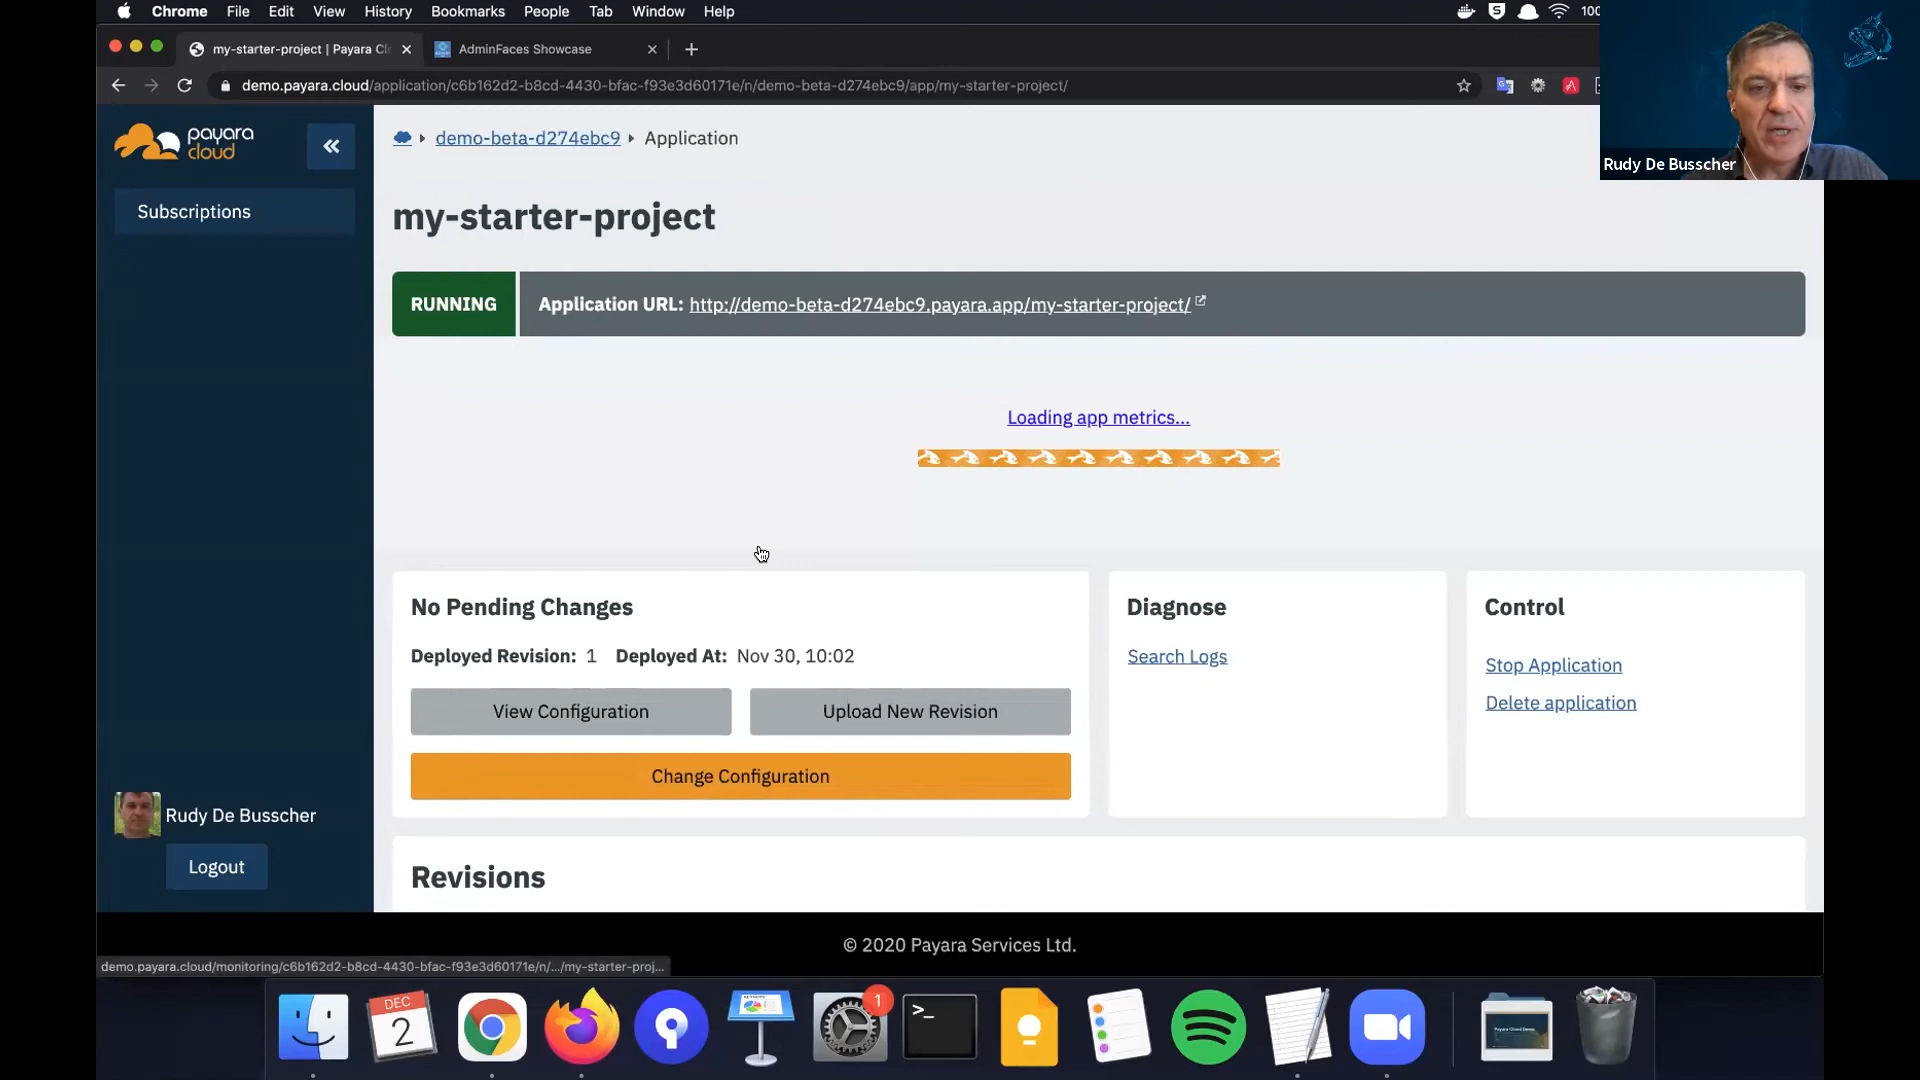 Chrome File Edit View History Bookmarks People Tab Window Help
my-starter-project | Payara Cl
AdminFaces Showcase
demo.payara.cloud/application/c6b162d2-b8cd-4430-bfac-f93e3d60171e/n/demo-beta-d274ebc9/app/my-starter-project/
Rudy De Busscher
payara
cloud
demo-beta-d274ebc9 Application
Subscriptions
my-starter-project
RUNNING Application URL: http://demo-beta-d274ebc9.payara.app/my-starter-project/
Loading app metrics...
No Pending Changes
Deployed Revision: 1 Deployed At: Nov 30, 10:02
View Configuration Upload New Revision
Change Configuration
Diagnose
Search Logs
Control
Stop Application
Delete application
Rudy De Busscher
Logout
Revisions
© 2020 Payara Services Ltd.
demo.payara.cloud/monitoring/c6b162d2-b8cd-4430-bfac-f93e3d60171e/n/.../my-starter-proj...
DEC
2
1